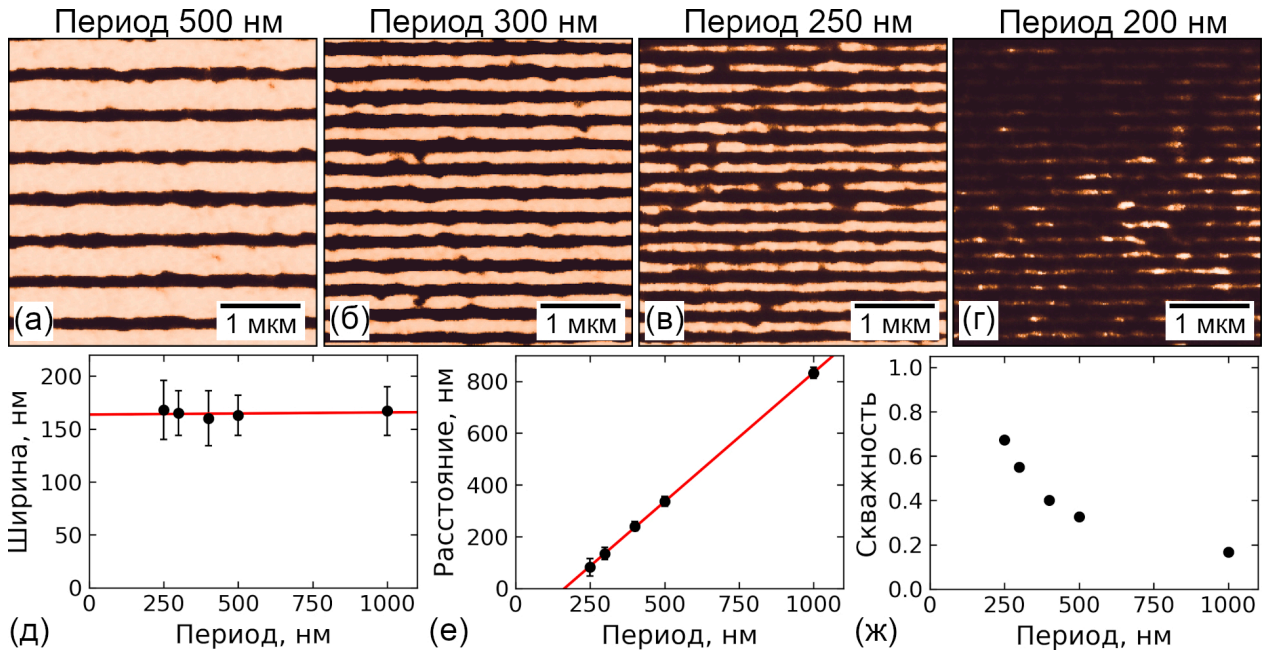 Период 500 нм
Период 300 нм
Период 250 нм
Период 200 нм
(а)
1 мкм
(б)
1 мкм
(в)
1 мкм
(г)
1 мкм
Ширина, нм
200
150
100
50
0
0
250
500
750
1000
Период, нм
(д)
Расстояние, нм
800
600
400
200
0
0
250
500
750
1000
Период, нм
(е)
Скважность
1.0
0.8
0.6
0.4
0.2
0.0
0
250
500
750
1000
Период, нм
(ж)